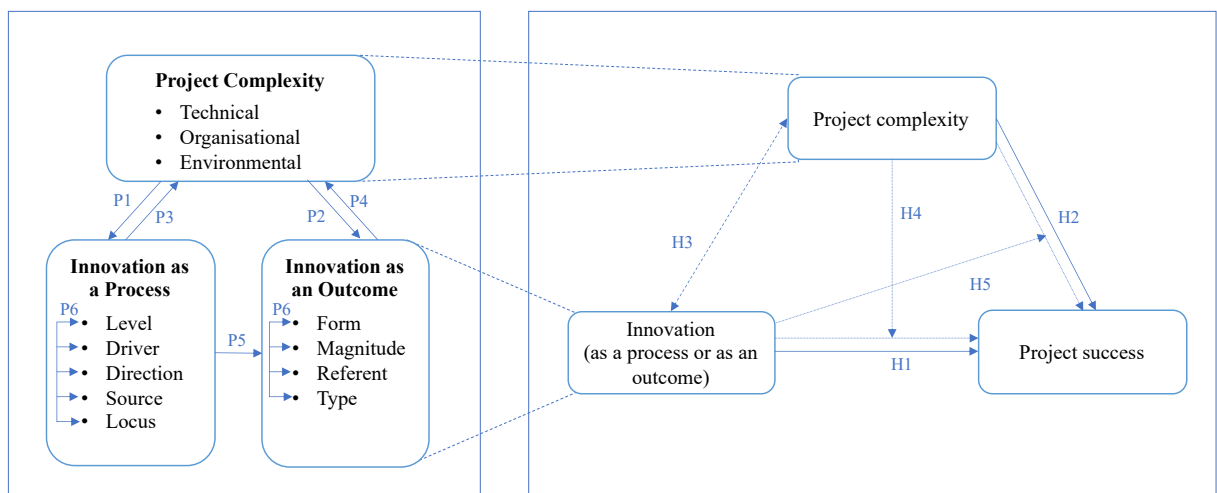 Project Complexity
• Technical
• Organisational
• Environmental
P1
P3
P2
P4
Innovation as
a Process
P6
• Level
• Driver
• Direction
• Source
• Locus
P5
Innovation as
an Outcome
P6
• Form
• Magnitude
• Referent
• Type
Project complexity
H3
H4
H2
H5
Innovation
(as a process or as an
outcome)
H1
Project success